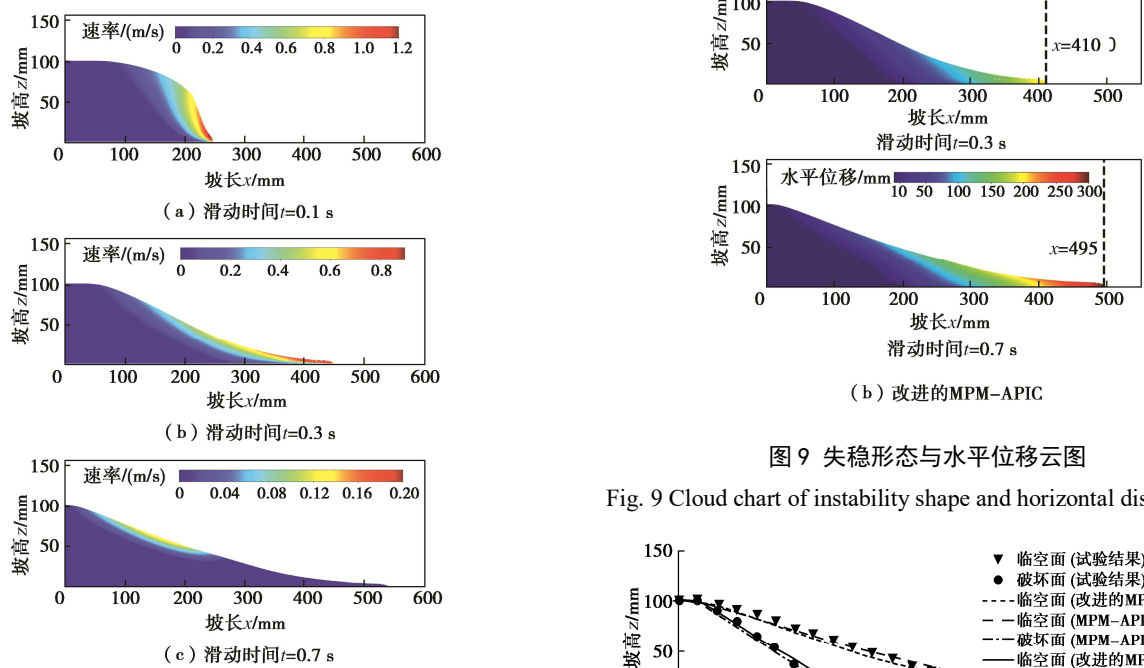 150
速率/(m/s)
0 0.2 0.4 0.6 0.8 1.0 1.2
坡高z/mm
100
50
0 100 200 300 400 500 600
坡长x/mm
(a) 滑动时间t=0.1 s
150
速率/(m/s)
0 0.2 0.4 0.6 0.8
坡高z/mm
100
50
0 100 200 300 400 500 600
坡长x/mm
(b) 滑动时间t=0.3 s
150
速率/(m/s)
0 0.04 0.08 0.12 0.16 0.20
坡高z/mm
100
50
0 100 200 300 400 500 600
坡长x/mm
(c) 滑动时间t=0.7 s
100
坡高z/mm
50
x=410
0 100 200 300 400 500
坡长x/mm
滑动时间t=0.3 s
150
水平位移/mm
10 50 100 150 200 250 300
坡高z/mm
100
50
x=495
0 100 200 300 400 500
坡长x/mm
滑动时间t=0.7 s
(b) 改进的MPM-APIC
图 9 失稳形态与水平位移云图
Fig. 9 Cloud chart of instability shape and horizontal
150
100
坡高z/mm
50
临空面 (试验结果)
破坏面 (试验结果)
临空面 (改进的
临空面 (MPM-API
破坏面 (MPM-API
临空面 (改进的